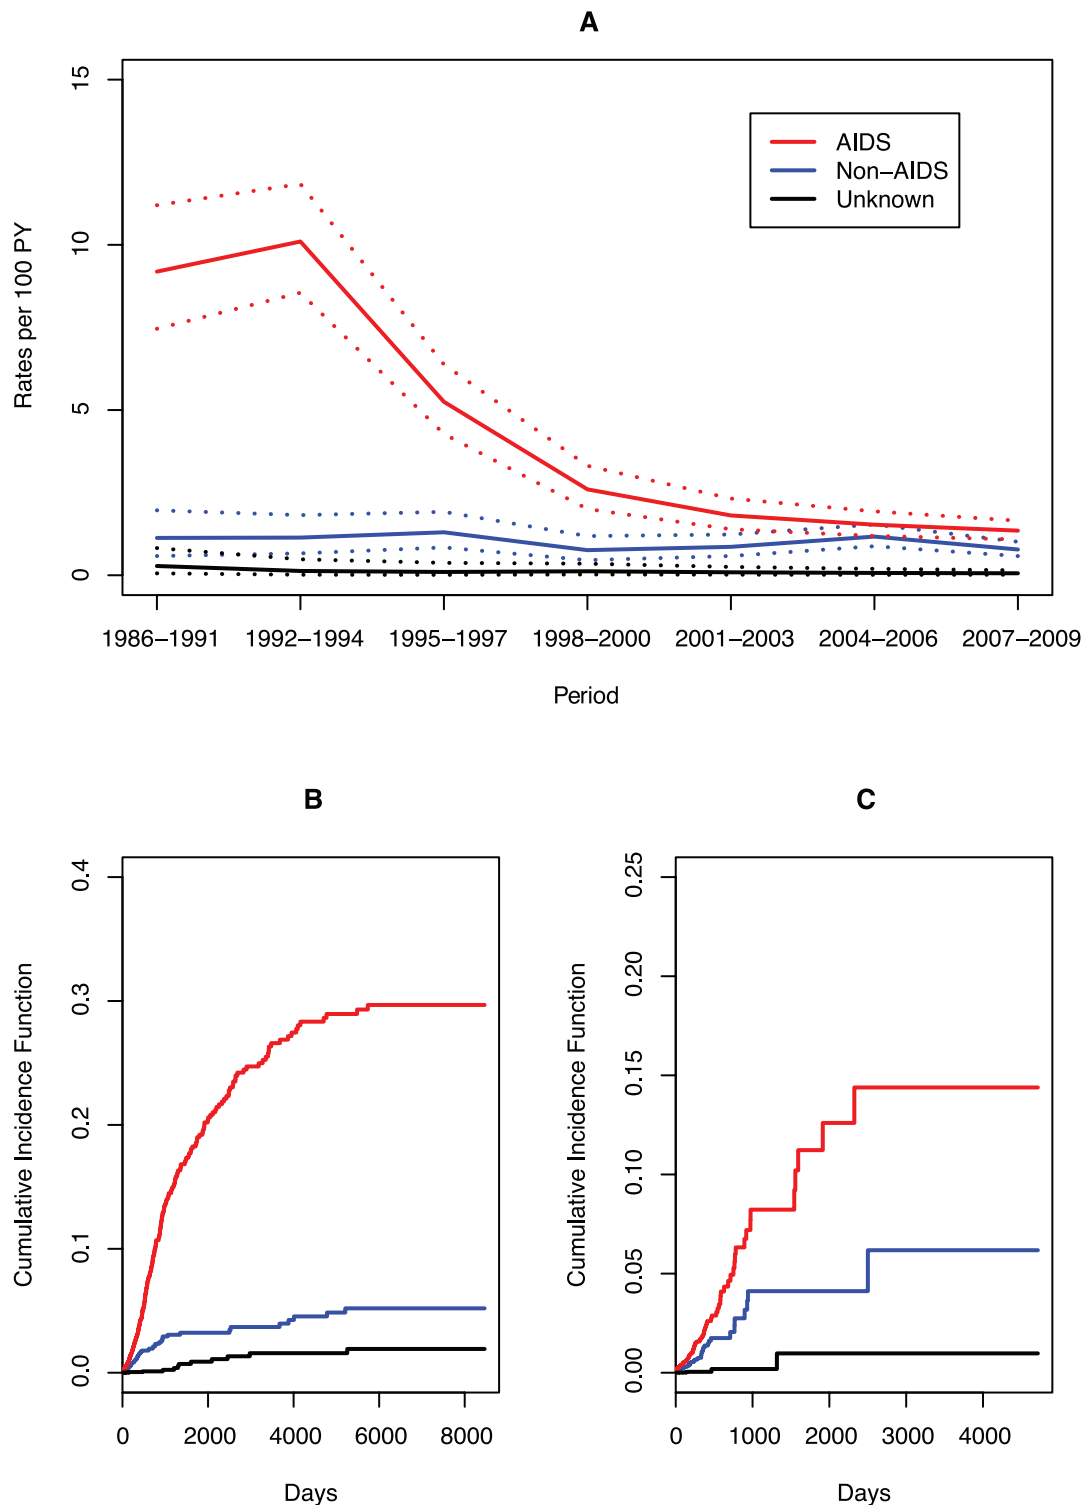 A
15
10
5
0
Rates per 100 PY
AIDS
Non−AIDS
Unknown
1986−1991 1992−1994 1995−1997 1998−2000 2001−2003 2004−2006 2007−2009
Period
B
0.4
0.3
0.2
0.1
0.0
Cumulative Incidence Function
0 2000 4000 6000 8000
Days
C
0.25
0.20
0.15
0.10
0.05
0.00
Cumulative Incidence Function
0 1000 2000 3000 4000
Days